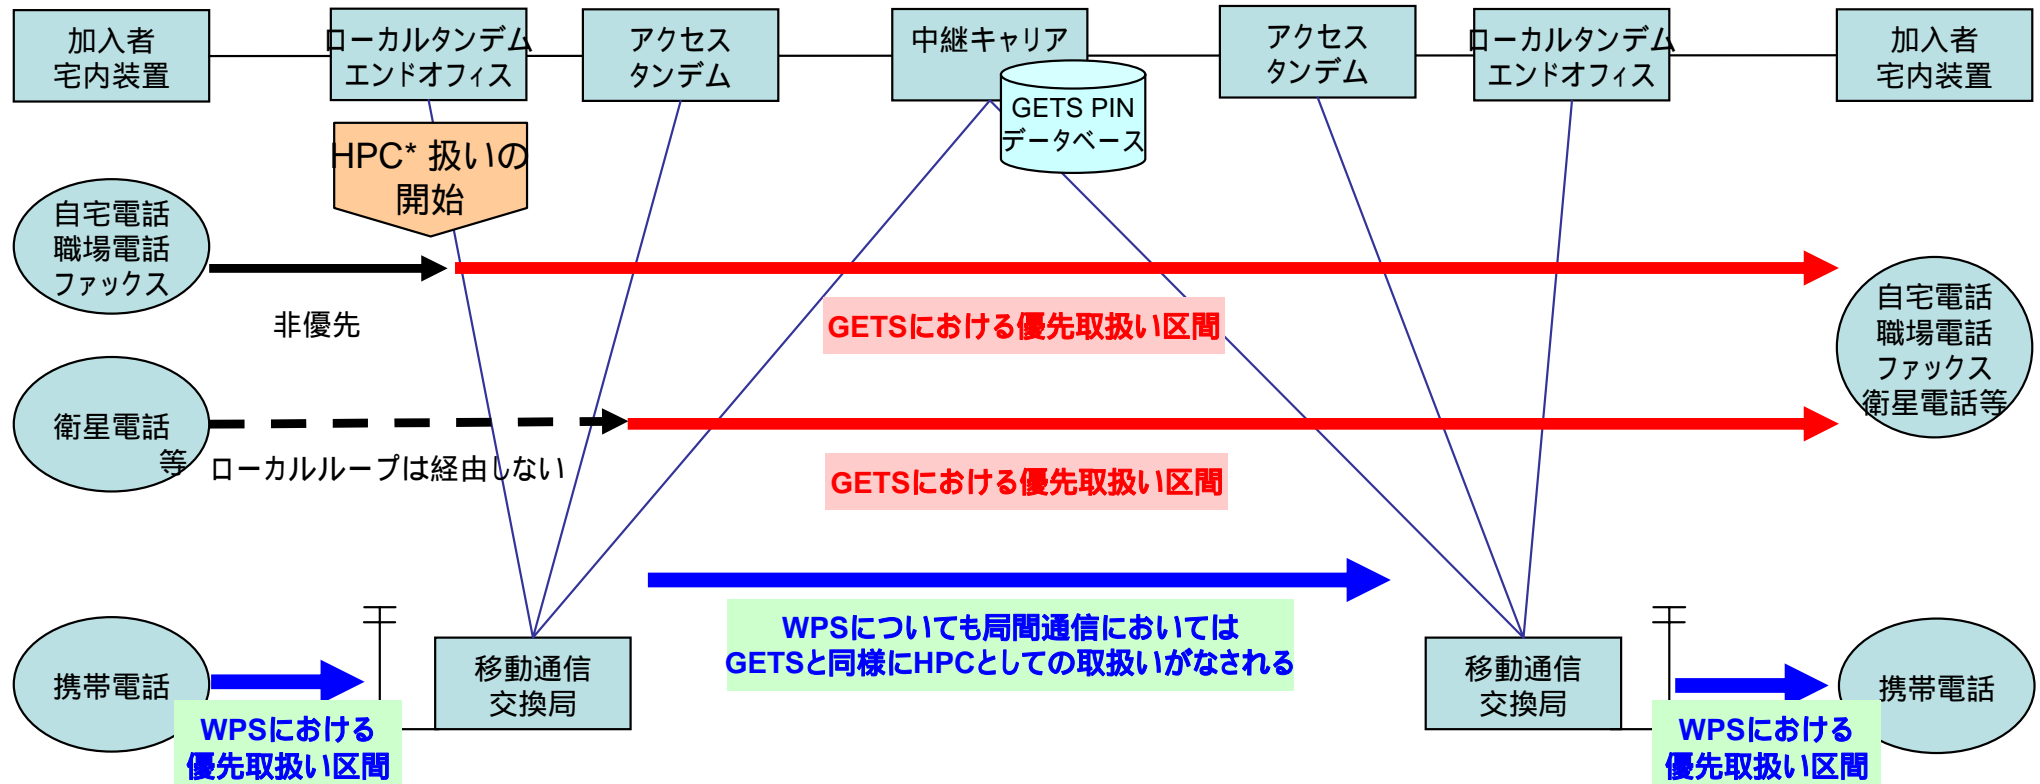 加入者
宅内装置
ローカルタンデム
エンドオフィス
アクセス
タンデム
中継キャリア
アクセス
タンデム
ローカルタンデム
エンドオフィス
加入者
宅内装置
GETS PIN
データベース
HPC* 扱いの
開始
自宅電話
職場電話
ファックス
非優先
GETSにおける優先取扱い区間
自宅電話
職場電話
ファックス
衛星電話等
衛星電話
等
ローカルループは経由しない
GETSにおける優先取扱い区間
WPSについても局間通信においては
GETSと同様にHPCとしての取扱いがなされる
携帯電話
WPSにおける
優先取扱い区間
移動通信
交換局
移動通信
交換局
WPSにおける
優先取扱い区間
携帯電話